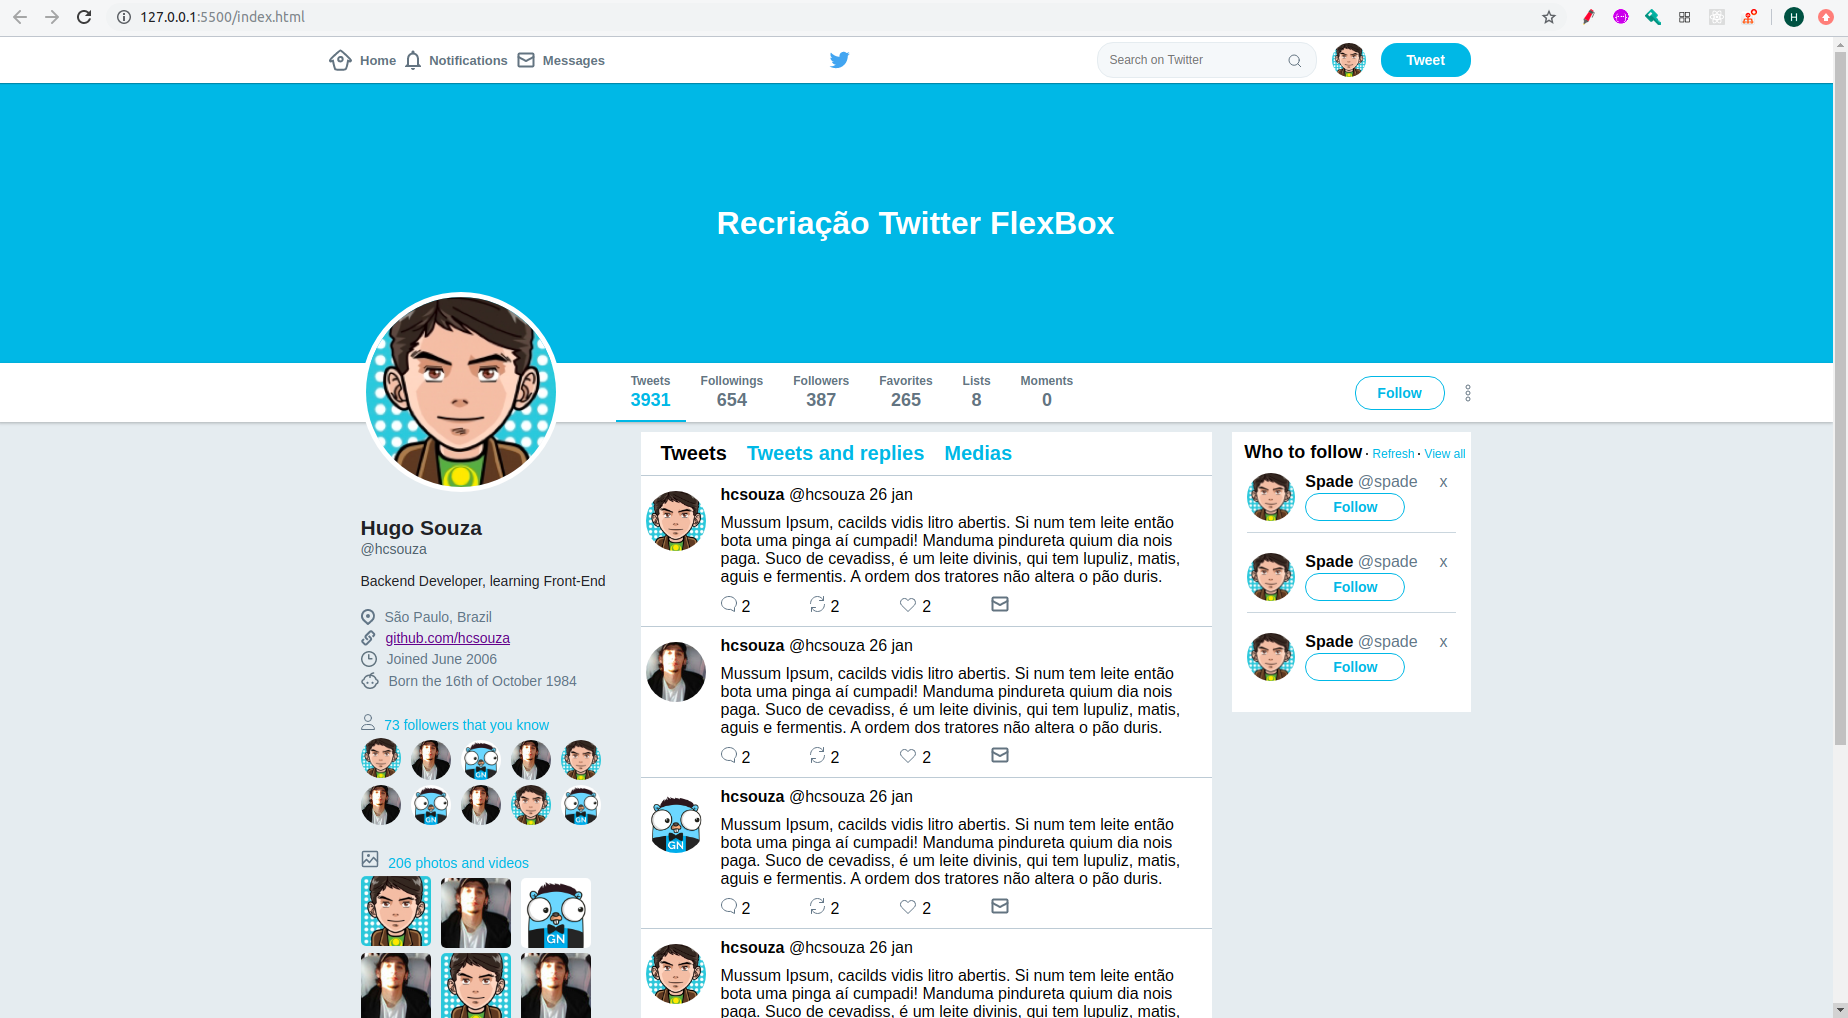 127.0.0.1:5500/index.html
H
Home Notifications Messages
Search on Twitter
Tweet
Recriação Twitter FlexBox
Tweets Followings Followers Favorites Lists Moments
3931 654 387 265 8 0
Follow
Hugo Souza
@hcsouza
Backend Developer, learning Front-End
São Paulo, Brazil
github.com/hcsouza
Joined June 2006
Born the 16th of October 1984
73 followers that you know
GN
GN
GN
206 photos and videos
GN
Tweets Tweets and replies Medias
hcsouza @hcsouza 26 jan
Mussum Ipsum, cacilds vidis litro abertis. Si num tem leite então
bota uma pinga aí cumpadi! Manduma pindureta quium dia nois
paga. Suco de cevadiss, é um leite divinis, qui tem lupuliz, matis,
aguis e fermentis. A ordem dos tratores não altera o pão duris.
2 2 2
hcsouza @hcsouza 26 jan
Mussum Ipsum, cacilds vidis litro abertis. Si num tem leite então
bota uma pinga aí cumpadi! Manduma pindureta quium dia nois
paga. Suco de cevadiss, é um leite divinis, qui tem lupuliz, matis,
aguis e fermentis. A ordem dos tratores não altera o pão duris.
2 2 2
GN
hcsouza @hcsouza 26 jan
Mussum Ipsum, cacilds vidis litro abertis. Si num tem leite então
bota uma pinga aí cumpadi! Manduma pindureta quium dia nois
paga. Suco de cevadiss, é um leite divinis, qui tem lupuliz, matis,
aguis e fermentis. A ordem dos tratores não altera o pão duris.
2 2 2
hcsouza @hcsouza 26 jan
Mussum Ipsum, cacilds vidis litro abertis. Si num tem leite então
bota uma pinga aí cumpadi! Manduma pindureta quium dia nois
paga. Suco de cevadiss, é um leite divinis, qui tem lupuliz, matis,
Who to follow · Refresh · View all
Spade @spade x
Follow
Spade @spade x
Follow
Spade @spade x
Follow